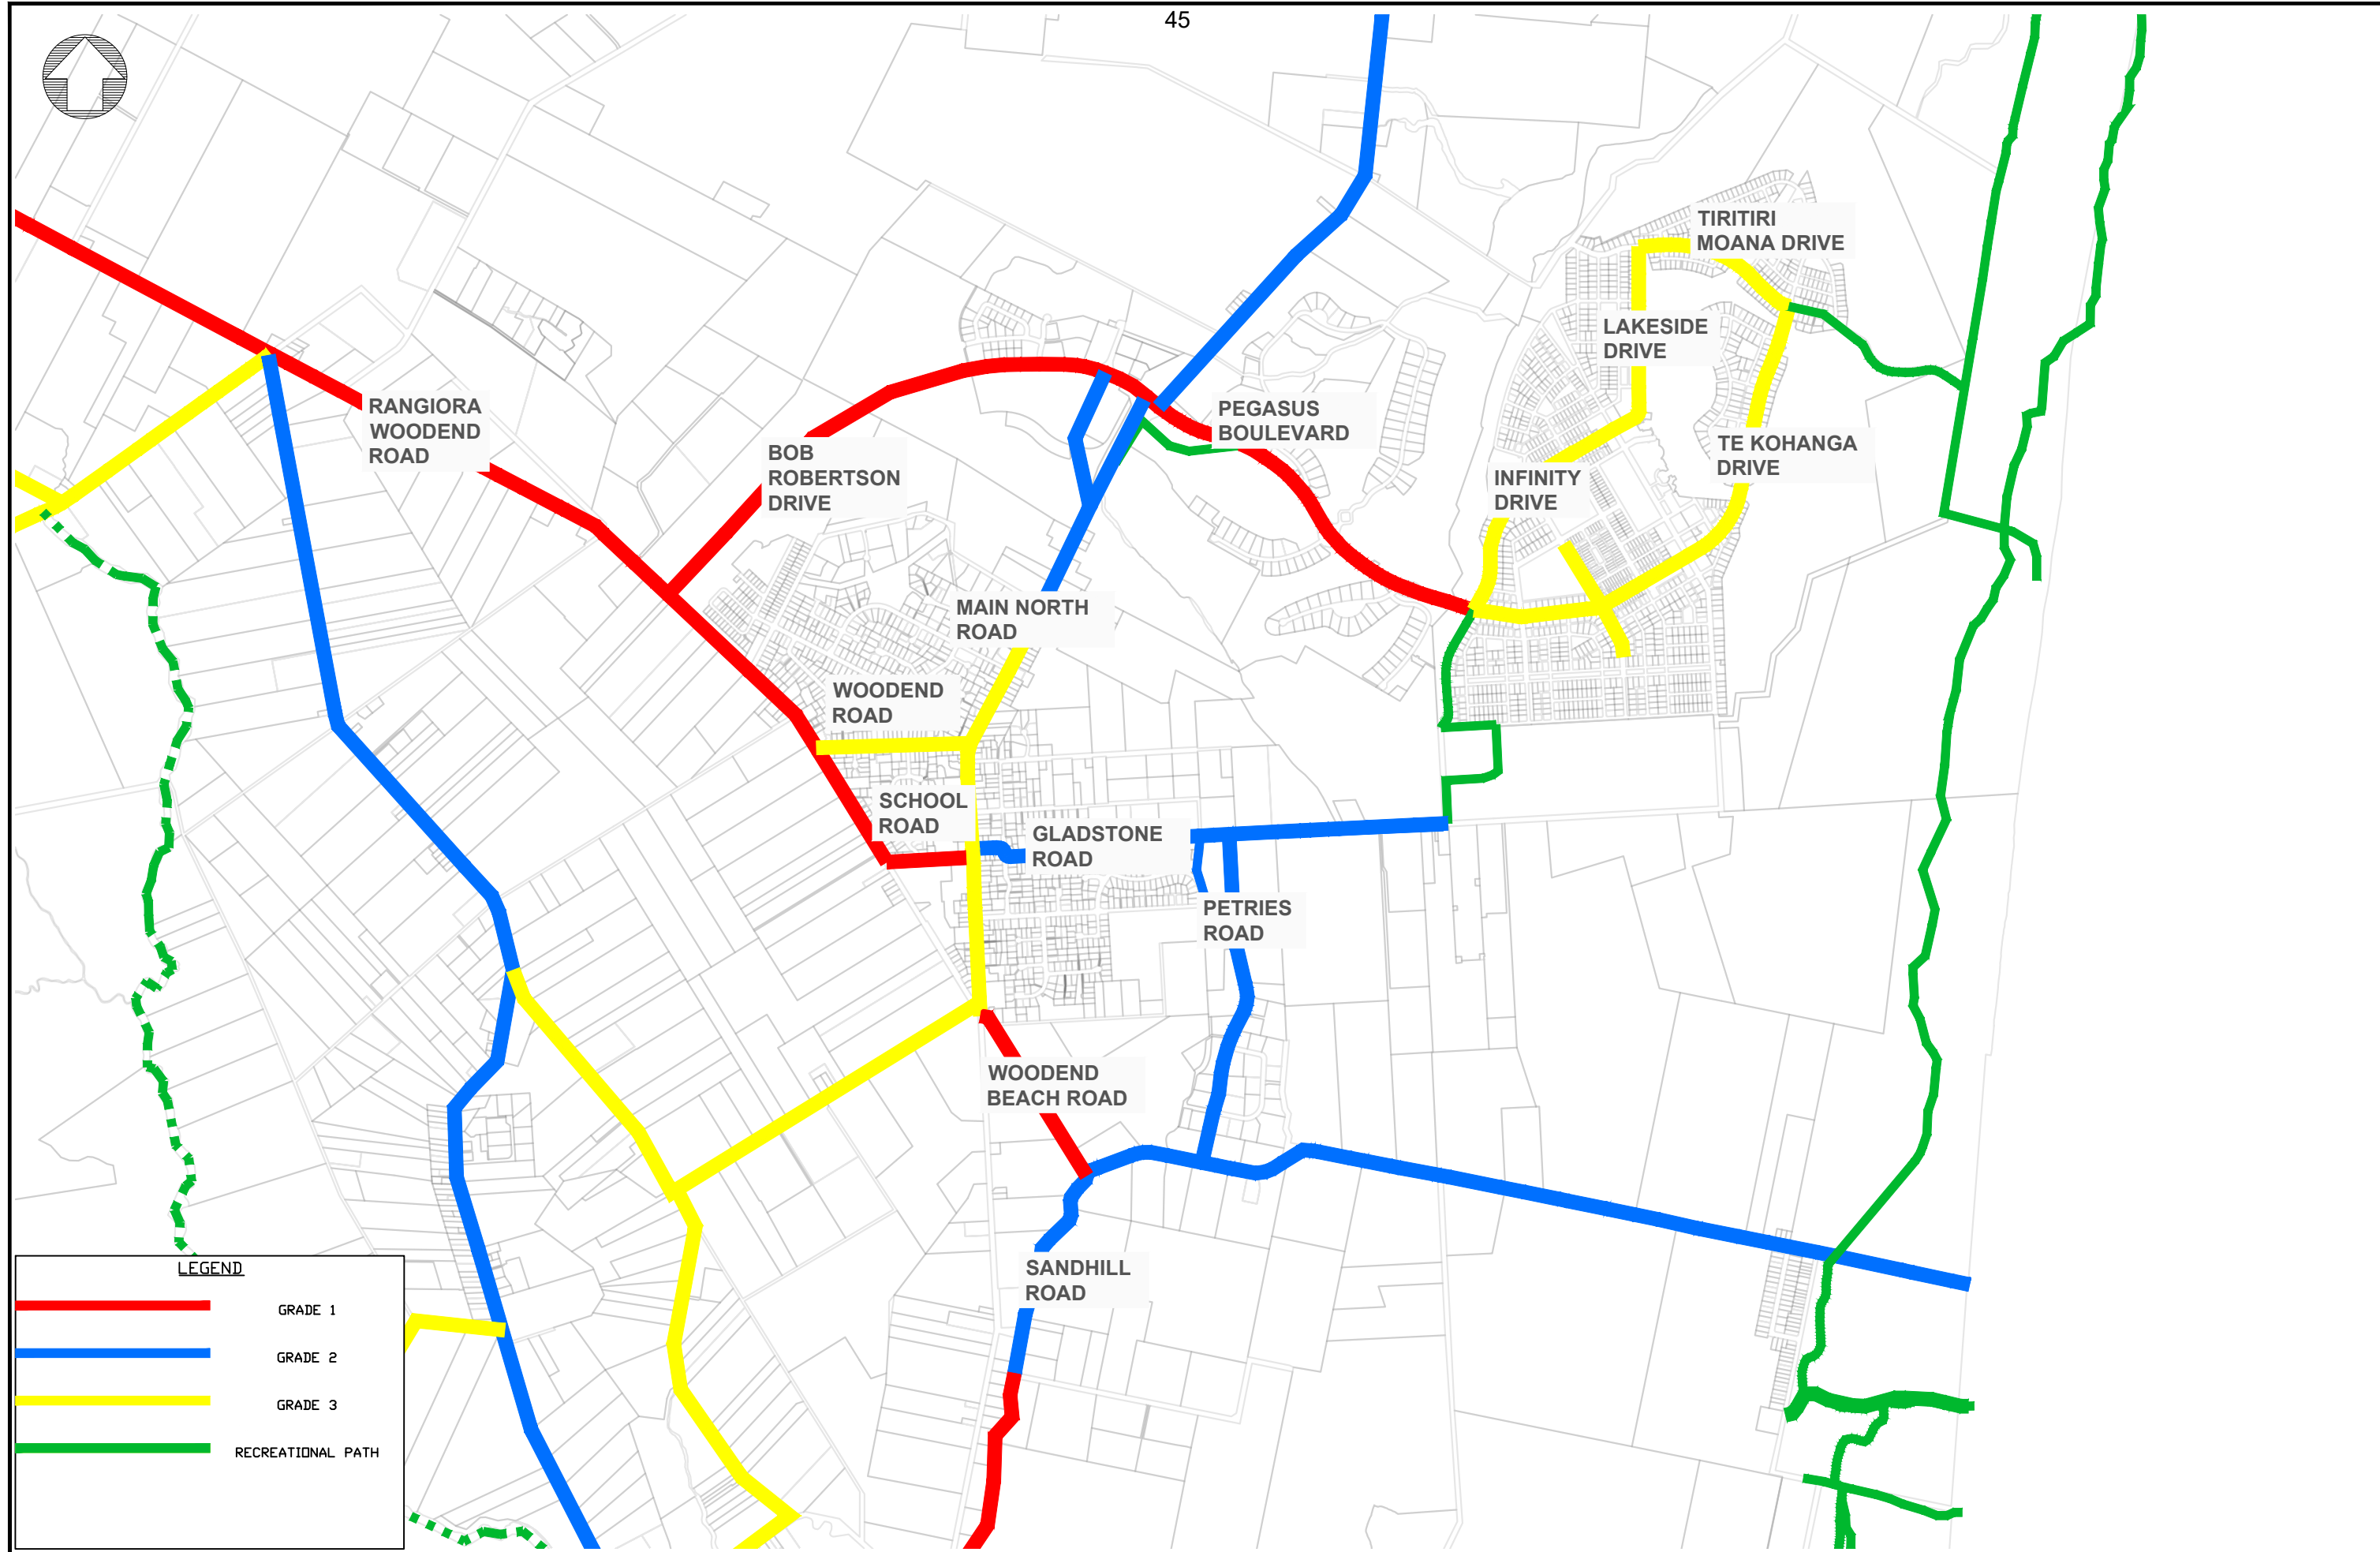 45
TIRITIRI
MOANA DRIVE
LAKESIDE
DRIVE
RANGIORA
WOODEND
ROAD
PEGASUS
BOULEVARD
BOB
ROBERTSON
DRIVE
TE KOHANGA
DRIVE
INFINITY
DRIVE
MAIN NORTH
ROAD
WOODEND
ROAD
SCHOOL
ROAD
GLADSTONE
ROAD
PETRIES
ROAD
WOODEND
BEACH ROAD
SANDHILL
ROAD
LEGEND
GRADE 1
GRADE 2
GRADE 3
RECREATIONAL PATH